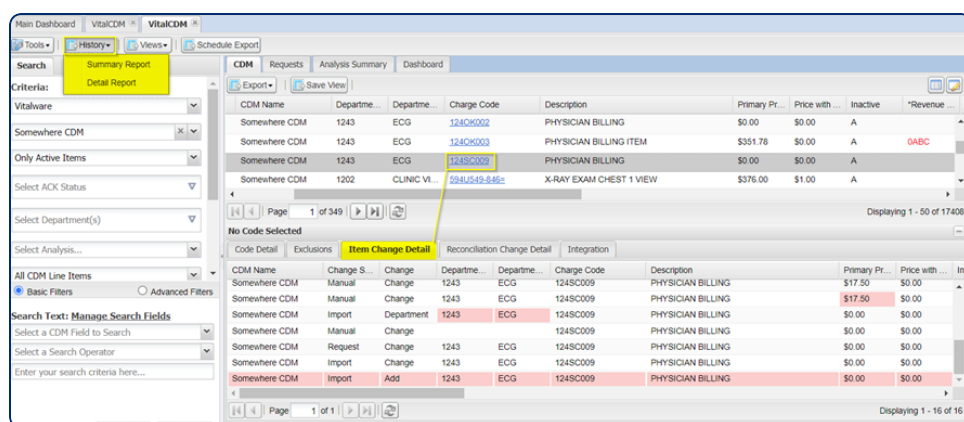 Main Dashboard VitalCDM VitalCDM
Tools History Views Schedule Export
Summary Report
Detail Report
Search
Criteria:
Vitalware
Somewhere CDM
Only Active Items
Select ACK Status
Select Department(s)
Select Analysis...
All CDM Line Items
Basic Filters Advanced Filters
Search Text: Manage Search Fields
Select a CDM Field to Search
Select a Search Operator
Enter your search criteria here...
CDM Requests Analysis Summary Dashboard
Export Save View
CDM Name Departme... Departme... Charge Code Description Primary Pr... Price with ... Inactive *Revenue ...
Somewhere CDM 1243 ECG 124OK002 PHYSICIAN BILLING $0.00 $0.00 A
Somewhere CDM 1243 ECG 124OK003 PHYSICIAN BILLING ITEM $351.78 $0.00 A 0ABC
Somewhere CDM 1243 ECG 124SC009 PHYSICIAN BILLING $0.00 $0.00 A
Somewhere CDM 1202 CLINIC VI... 594U549-846= X-RAY EXAM CHEST 1 VIEW $376.00 $1.00 A
Page 1 of 349 Displaying 1 - 50 of 17408
No Code Selected
Code Detail Exclusions Item Change Detail Reconciliation Change Detail Integration
CDM Name Change S... Change Departme... Departme... Charge Code Description Primary Pr... Price with ... In
Somewhere CDM Manual Change 1243 ECG 124SC009 PHYSICIAN BILLING $17.50 $0.00
Somewhere CDM Manual Change 1243 ECG 124SC009 PHYSICIAN BILLING $17.50 $0.00
Somewhere CDM Import Department 1243 ECG 124SC009 PHYSICIAN BILLING $0.00 $0.00
Somewhere CDM Manual Change 124SC009 PHYSICIAN BILLING $0.00 $0.00
Somewhere CDM Request Change 1243 ECG 124SC009 PHYSICIAN BILLING $0.00 $0.00
Somewhere CDM Import Change 1243 ECG 124SC009 PHYSICIAN BILLING $0.00 $0.00
Somewhere CDM Import Add 1243 ECG 124SC009 PHYSICIAN BILLING $0.00 $0.00
Page 1 of 1 Displaying 1 - 16 of 16